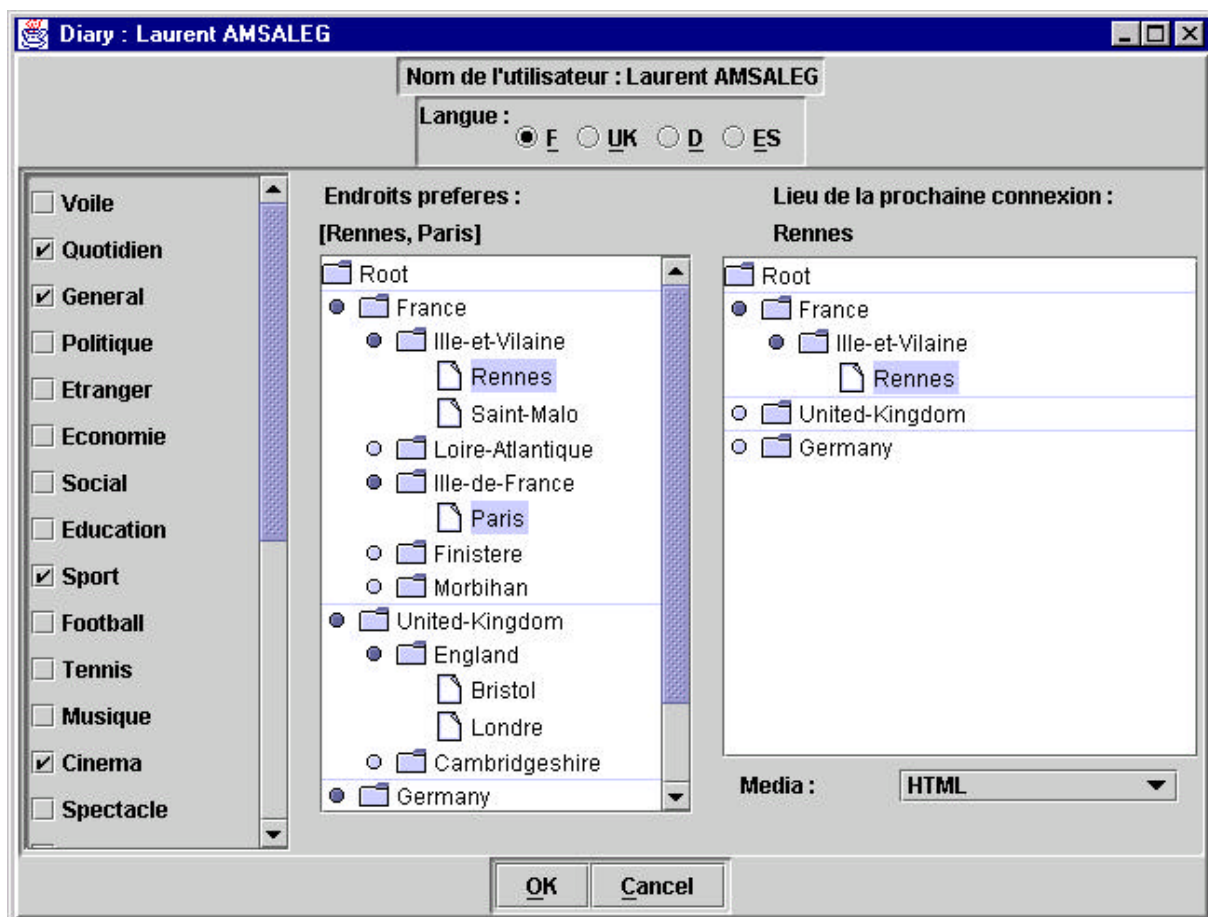 Diary : Laurent AMSALEG
Nom de l'utilisateur : Laurent AMSALEG
Langue :
F UK D ES
Voile
Quotidien
General
Politique
Etranger
Economie
Social
Education
Sport
Football
Tennis
Musique
Cinema
Spectacle
Endroits preferes :
[Rennes, Paris]
Root
France
Ille-et-Vilaine
Rennes
Saint-Malo
Loire-Atlantique
Ille-de-France
Paris
Finistere
Morbihan
United-Kingdom
England
Bristol
Londre
Cambridgeshire
Germany
Lieu de la prochaine connexion :
Rennes
Root
France
Ille-et-Vilaine
Rennes
United-Kingdom
Germany
Media : HTML
OK Cancel